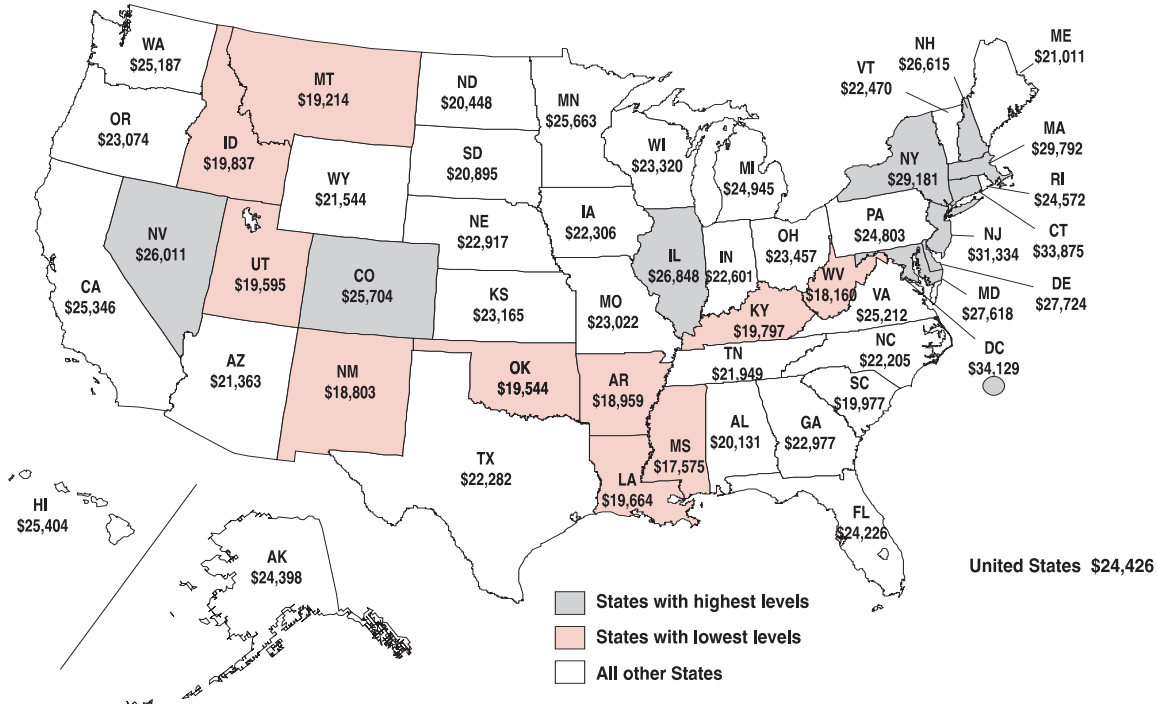 WA
$25,187
OR
$23,074
CA
$25,346
NV
$26,011
ID
$19,837
MT
$19,214
WY
$21,544
UT
$19,595
CO
$25,704
AZ
$21,363
NM
$18,803
ND
$20,448
SD
$20,895
NE
$22,917
KS
$23,165
OK
$19,544
TX
$22,282
MN
$25,663
IA
$22,306
MO
$23,022
AR
$18,959
LA
$19,664
WI
$23,320
IL
$26,848
MI
$24,945
IN
$22,601
OH
$23,457
KY
$19,797
TN
$21,949
MS
$17,575
AL
$20,131
GA
$22,977
FL
$24,226
SC
$19,977
NC
$22,205
VA
$25,212
WV
$18,160
PA
$24,803
NY
$29,181
VT
$22,470
NH
$26,615
ME
$21,011
MA
$29,792
RI
$24,572
CT
$33,875
NJ
$31,334
DE
$27,724
MD
$27,618
DC
$34,129
HI
$25,404
AK
$24,398
United States $24,426
States with highest levels
States with lowest levels
All other States